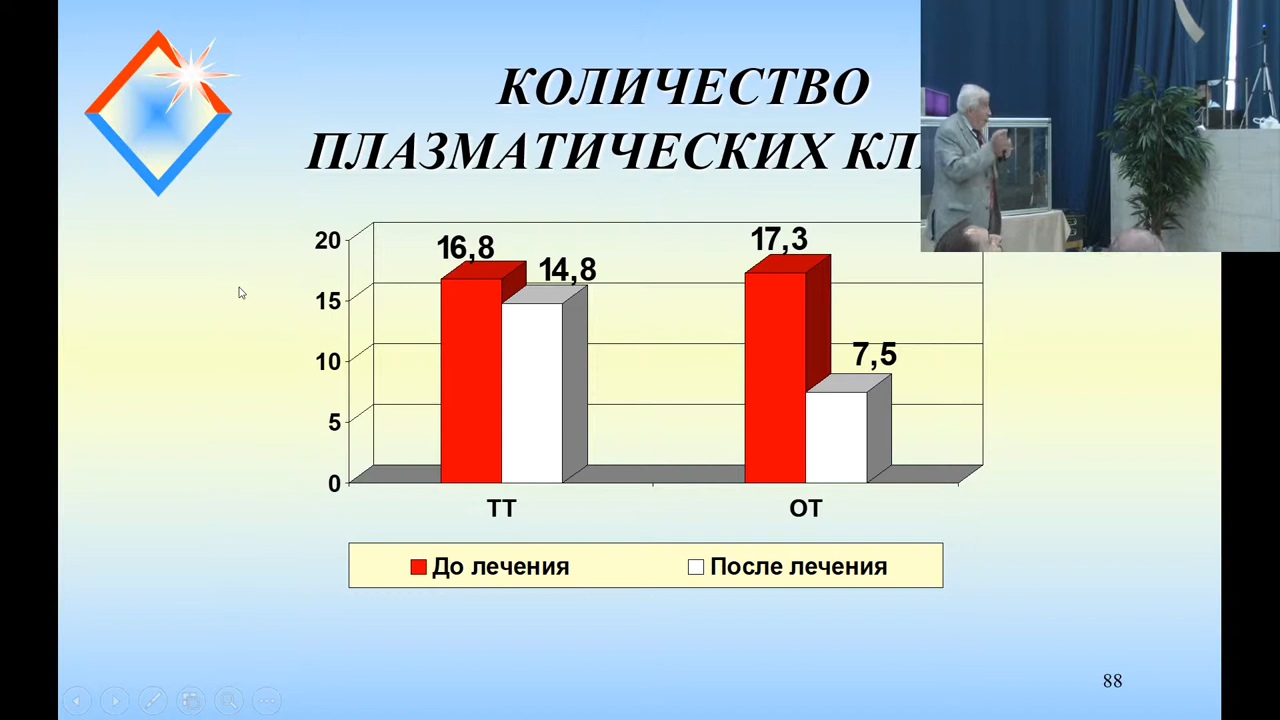 КОЛИЧЕСТВО
ПЛАЗМАТИЧЕСКИХ
16,8
14,8
17,3
7,5
20
15
10
5
0
ТТ
ОТ
До лечения
После лечения
88